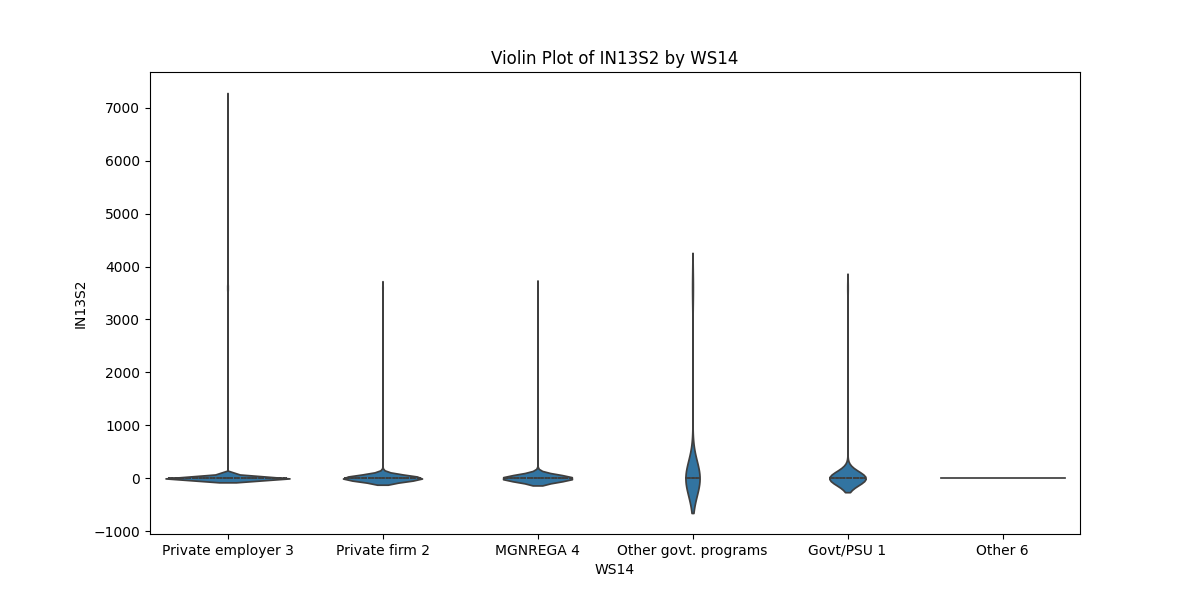 Violin Plot of IN13S2 by WS14
7000
6000
5000
4000
3000
2000
1000
0
−1000
IN13S2
Private employer 3 Private firm 2 MGNREGA 4 Other govt. programs Govt/PSU 1 Other 6
WS14